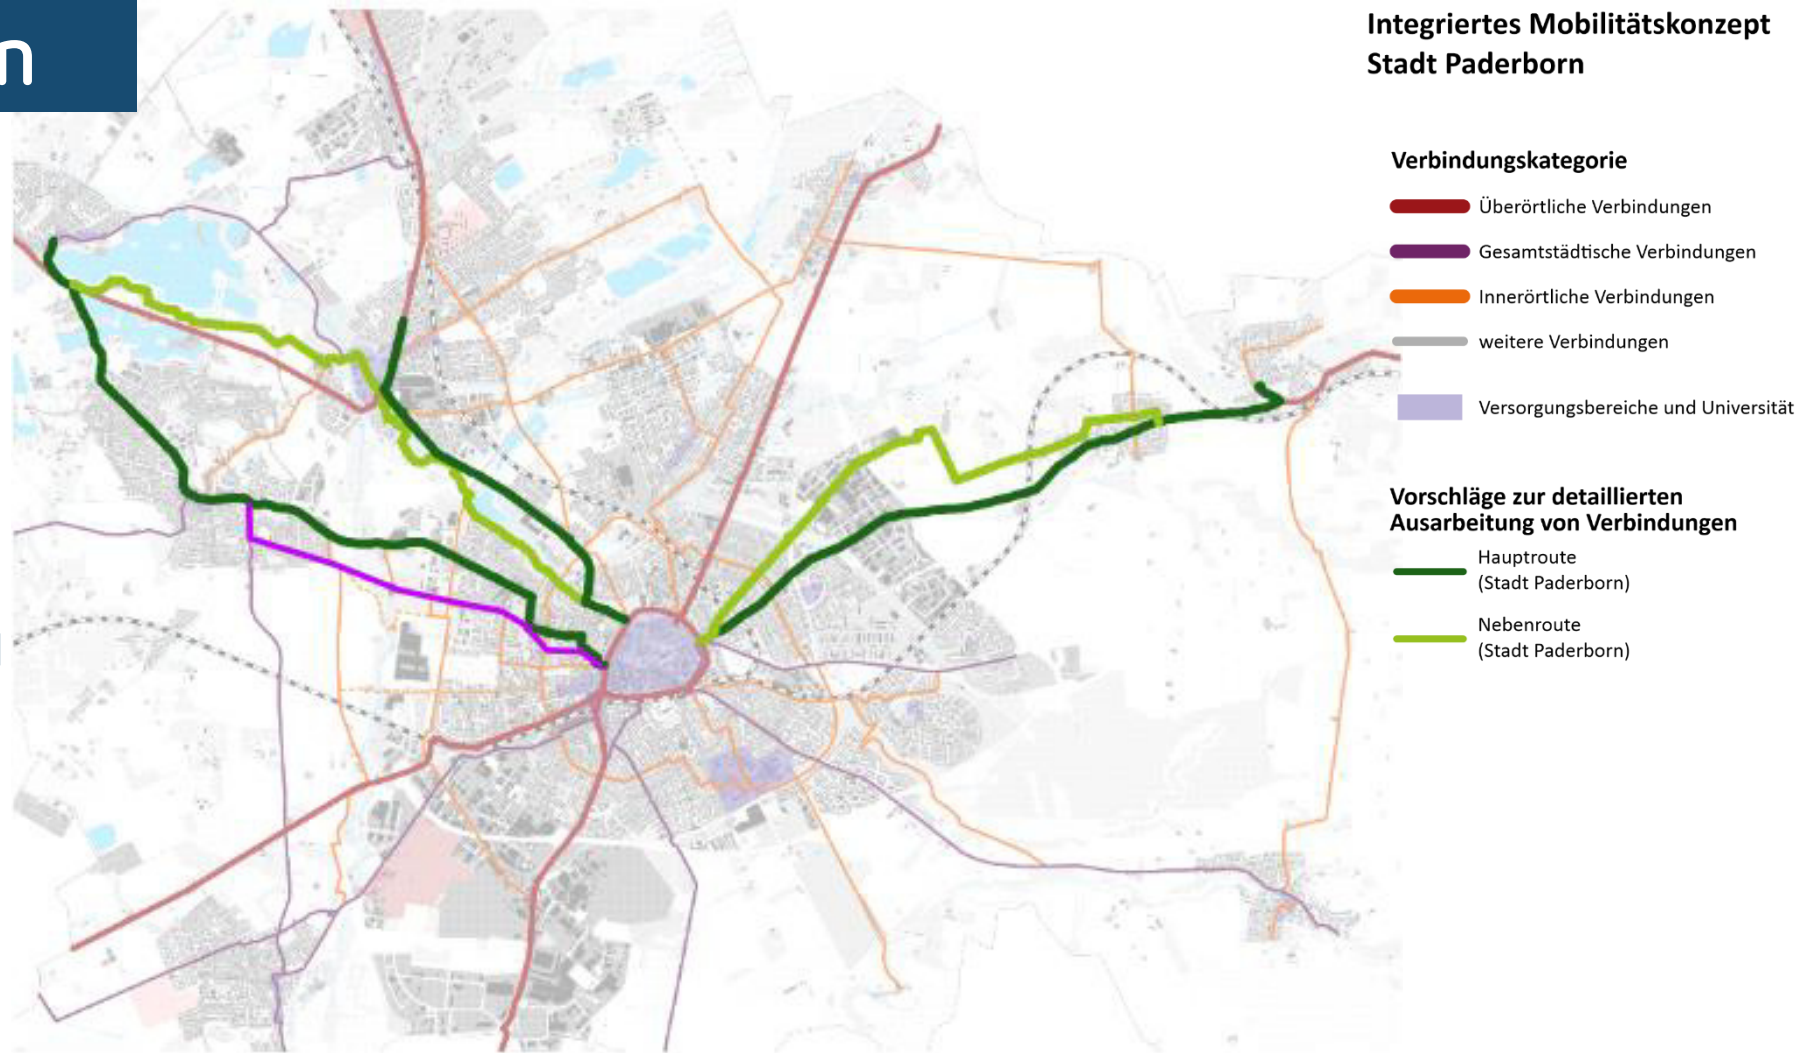 n
Integriertes Mobilitätskonzept
Stadt Paderborn
Verbindungskategorie
Überörtliche Verbindungen
Gesamtstädtische Verbindungen
Innerörtliche Verbindungen
weitere Verbindungen
Versorgungsbereiche und Universität
Vorschläge zur detaillierten
Ausarbeitung von Verbindungen
Hauptroute
(Stadt Paderborn)
Nebenroute
(Stadt Paderborn)